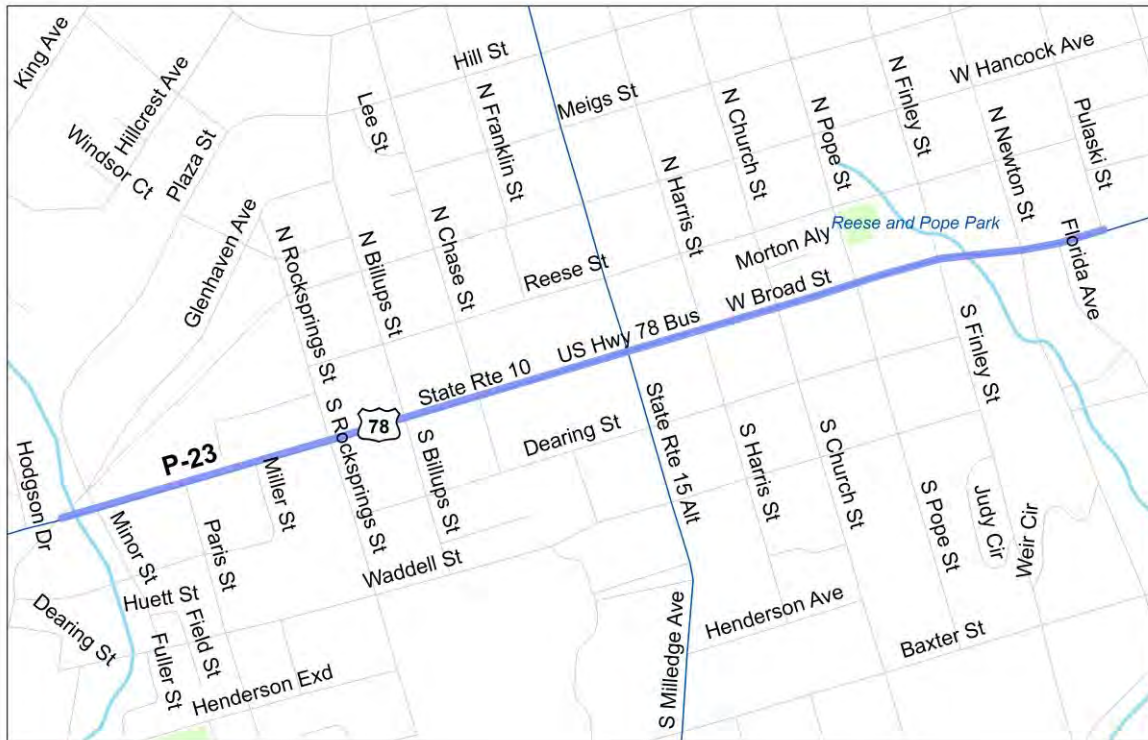 King Ave
Hillcrest Ave
Windsor Ct
Plaza St
Glenhaven Ave
Lee St
Hill St
N Franklin St
Meigs St
N Church St
N Pope St
N Finley St
W Hancock Ave
N Newton St
Pulaski St
N Harris St
N Rocksprings St
N Billups St
N Chase St
Reese St
Morton Aly
Reese and Pope Park
Florida Ave
W Broad St
US Hwy 78 Bus
State Rte 10
78
P-23
S Rocksprings St
S Billups St
Dearing St
State Rte 15 Alt
S Harris St
S Church St
S Finley St
S Pope St
Judy Cir
Weir Cir
Hodgson Dr
Minor St
Paris St
Miller St
Waddell St
Huett St
Field St
Fuller St
Dearing St
Henderson Exd
S Milledge Ave
Henderson Ave
Baxter St